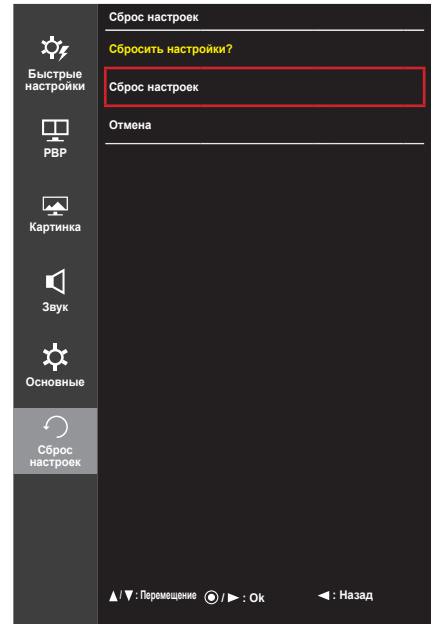 Быстрые
настройки
PBP
Картинка
Звук
Основные
Сброс
настроек
Сброс настроек
Сбросить настройки?
Сброс настроек
Отмена
▲/▼: Перемещение ◉/►: Ok ◄: Назад